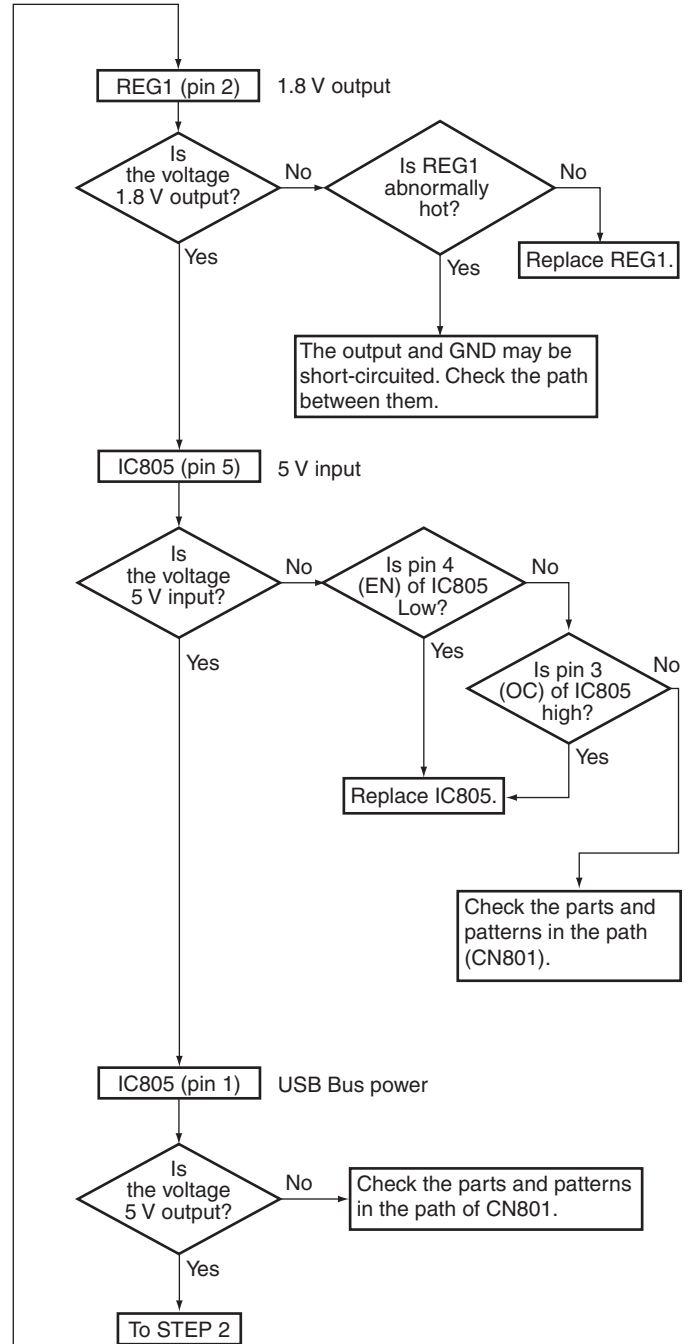 REG1 (pin 2)
1.8 V output
Is
the voltage
1.8 V output?
No
Is REG1
abnormally
hot?
No
Replace REG1.
Yes
Yes
The output and GND may be
short-circuited. Check the path
between them.
IC805 (pin 5)
5 V input
Is
the voltage
5 V input?
No
Is pin 4
(EN) of IC805
Low?
No
Yes
Yes
Is pin 3
(OC) of IC805
high?
No
Yes
Replace IC805.
Check the parts and
patterns in the path
(CN801).
IC805 (pin 1)
USB Bus power
Is
the voltage
5 V output?
No
Check the parts and patterns
in the path of CN801.
Yes
To STEP 2